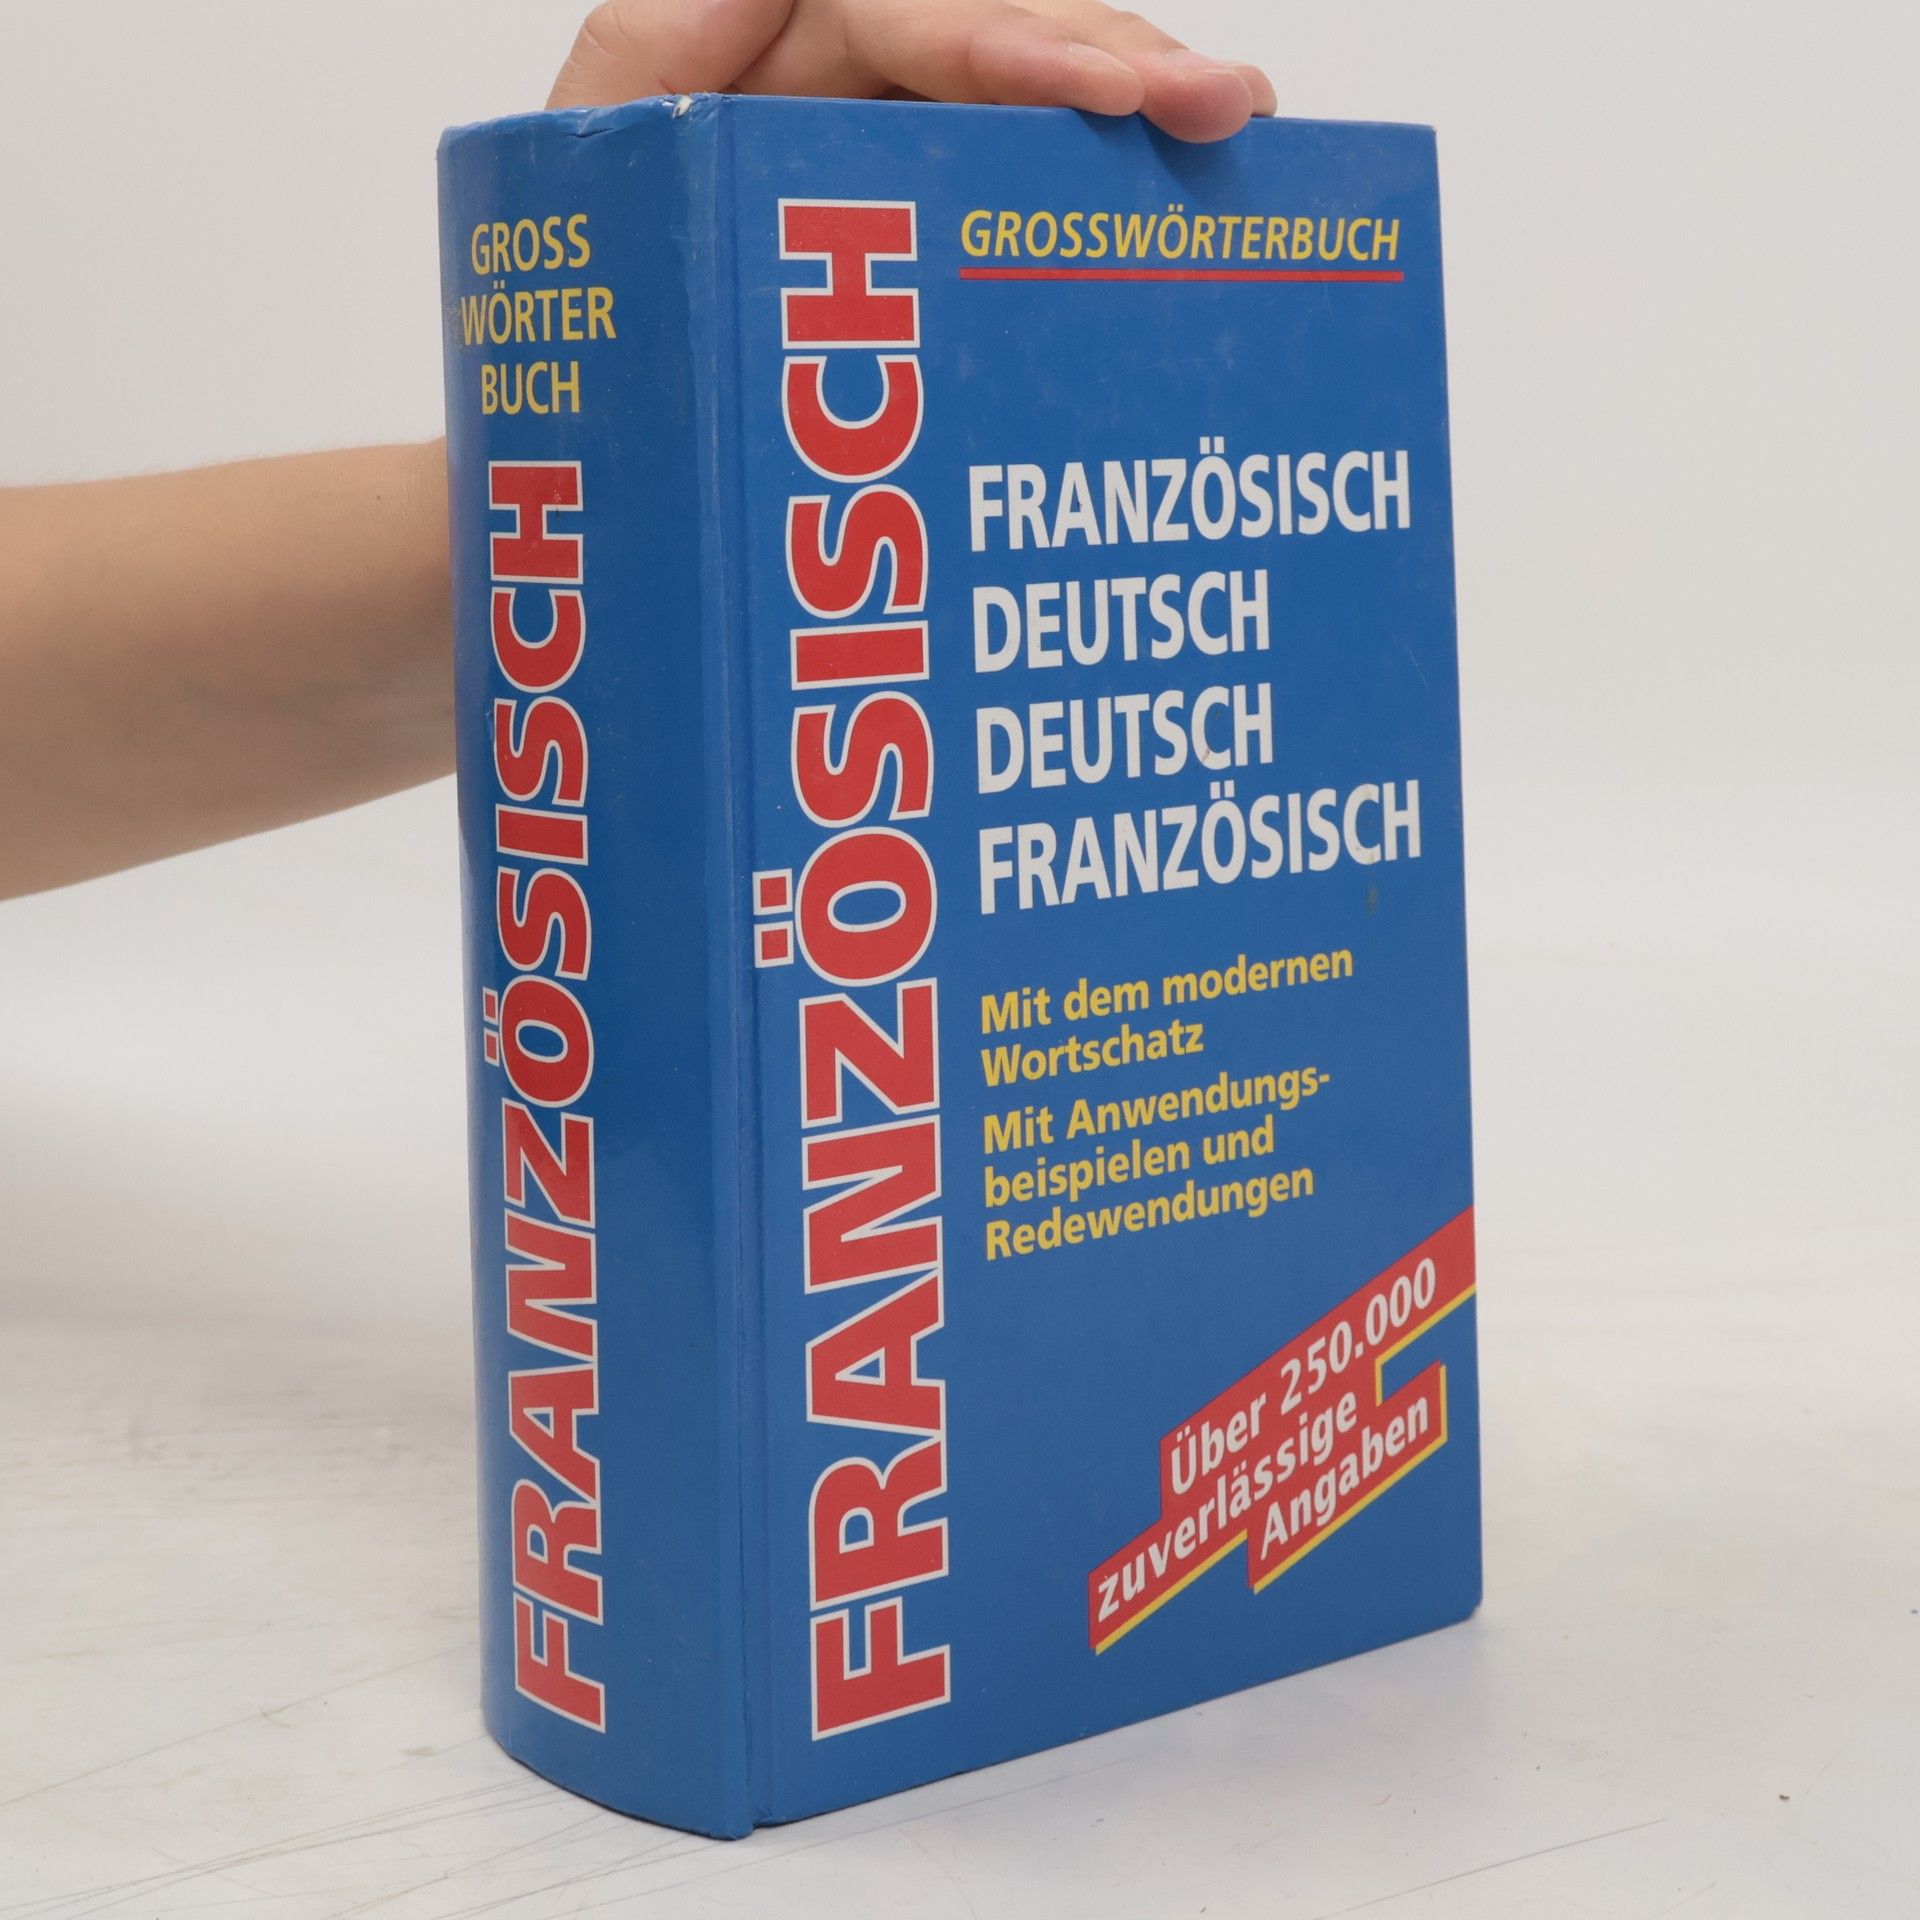 GROSS
WÖRTER
BUCH
FRANZÖSISCH
FRANZÖSISCH
GROSSWÖRTERBUCH
FRANZÖSISCH
DEUTSCH
DEUTSCH
FRANZÖSISCH
Mit dem modernen
Wortschatz
Mit Anwendungs-
beispielen und
Redewendungen
Über 250.000
zuverlässige
Angaben